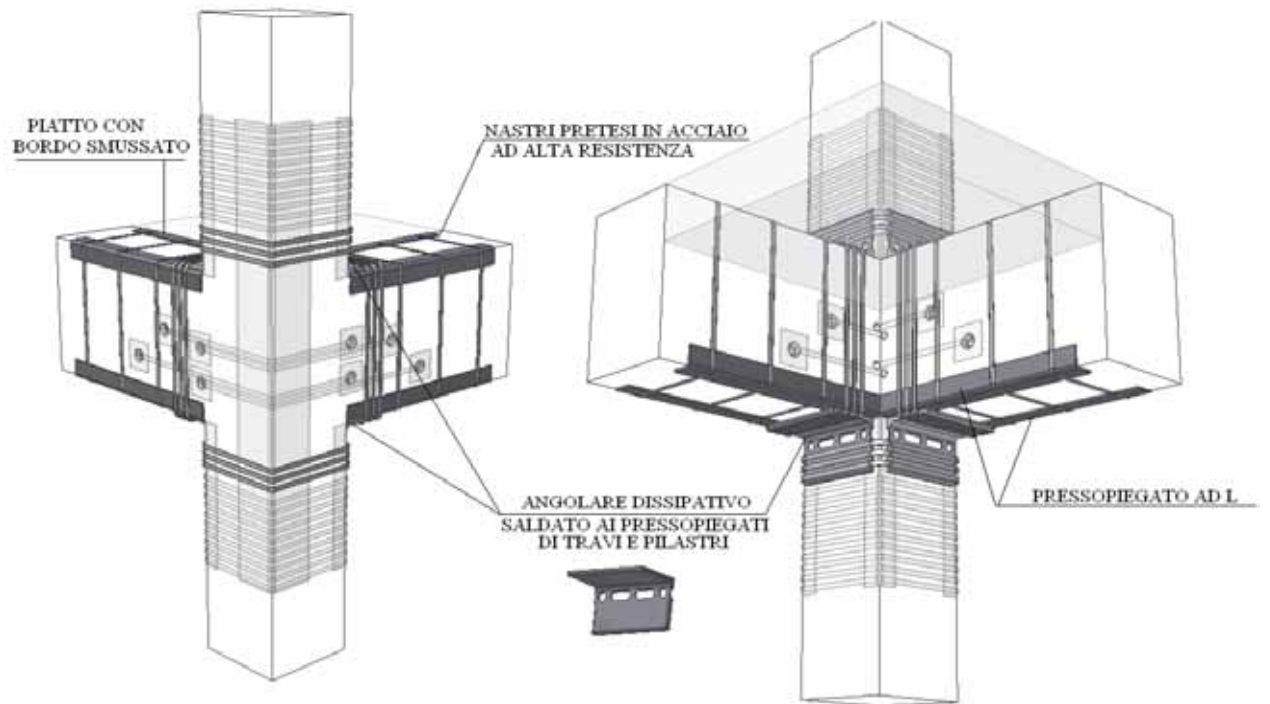 PIATTO CON
BORDO SMUSSATO
NASTRI PRETESI IN ACCIAIO
AD ALTA RESISTENZA
ANGOLARE DISSIPATIVO
SALDATO AI PRESSOPIEGATI
DI TRAVI E PILASTRI
PRESSOPIEGATO AD L